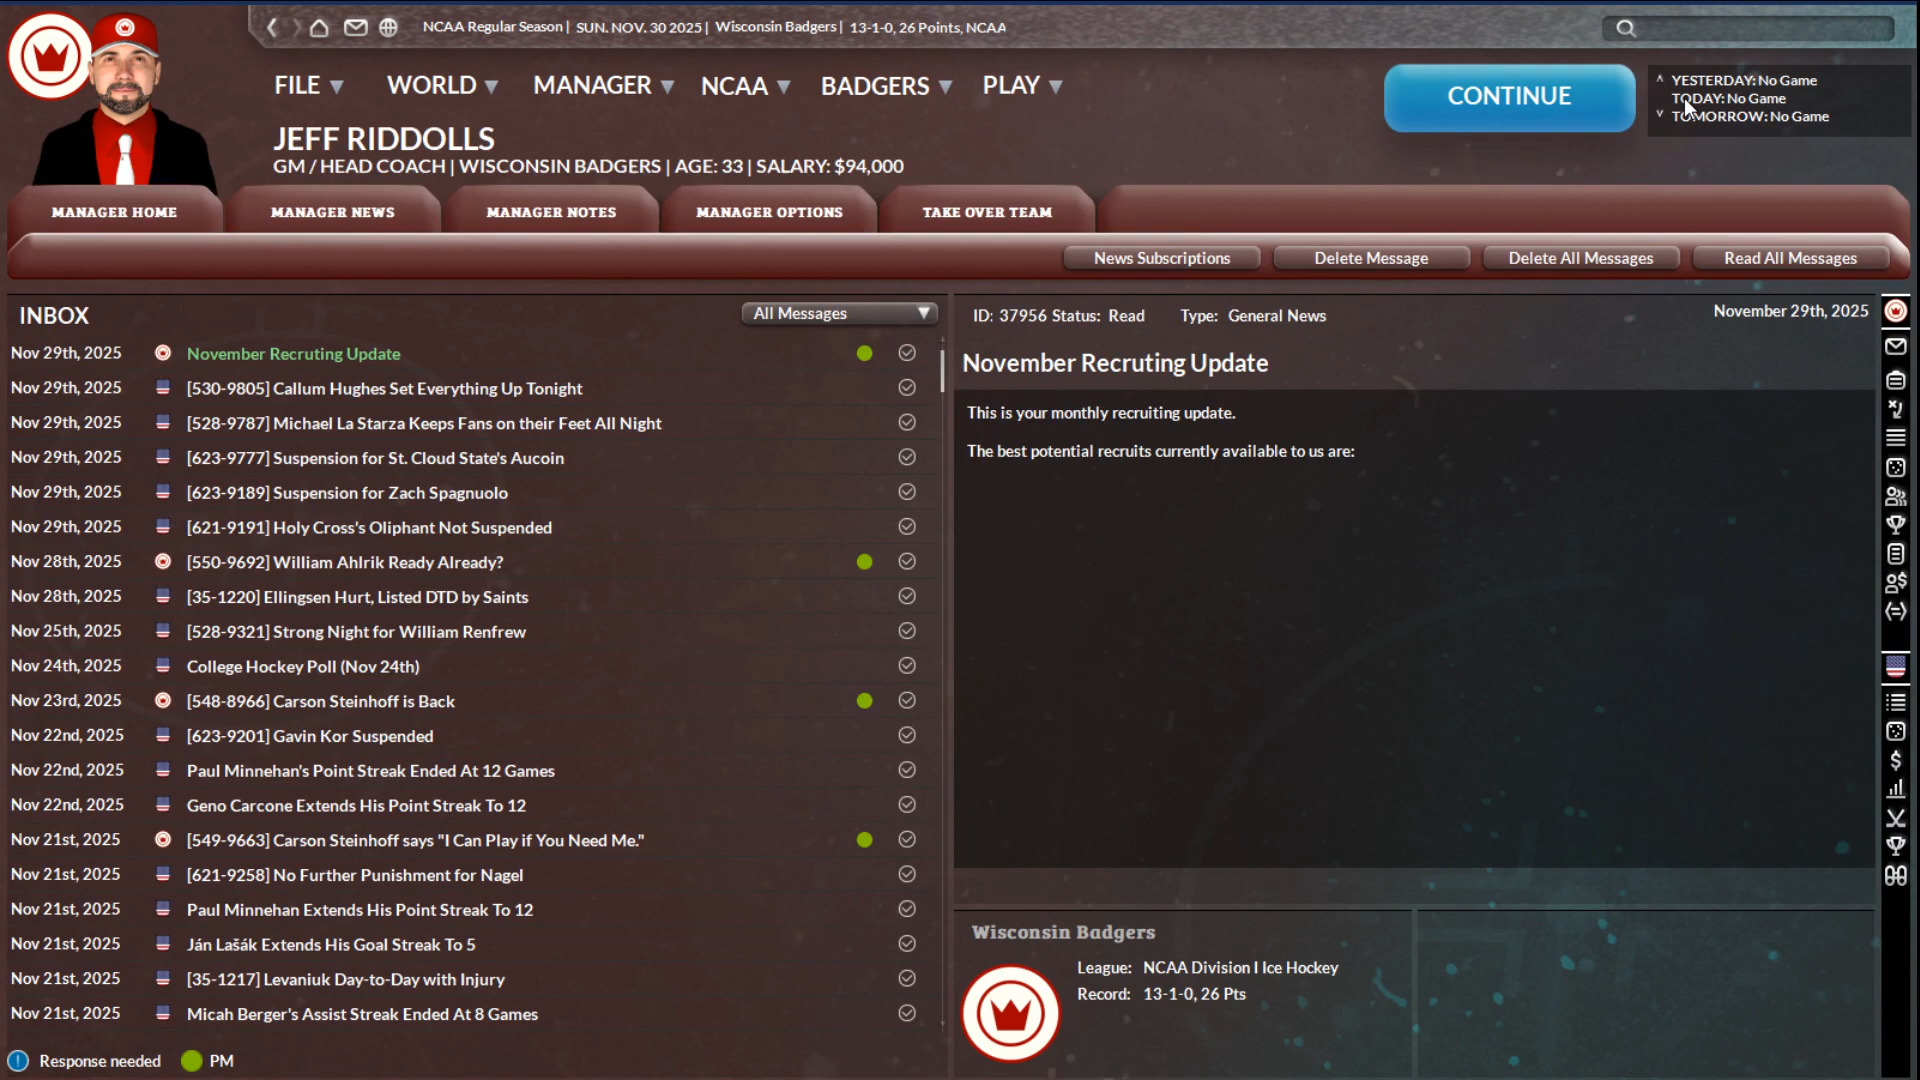 NCAA Regular Season | SUN. NOV. 30 2025 | Wisconsin Badgers | 13-1-0, 26 Points, NCAA
FILE WORLD MANAGER NCAA BADGERS PLAY
CONTINUE
YESTERDAY: No Game
TODAY: No Game
TOMORROW: No Game
JEFF RIDDOLLS
GM / HEAD COACH | WISCONSIN BADGERS | AGE: 33 | SALARY: $94,000
MANAGER HOME MANAGER NEWS MANAGER NOTES MANAGER OPTIONS TAKE OVER TEAM
News Subscriptions Delete Message Delete All Messages Read All Messages
INBOX All Messages
Nov 29th, 2025 November Recruting Update
Nov 29th, 2025 [530-9805] Callum Hughes Set Everything Up Tonight
Nov 29th, 2025 [528-9787] Michael La Starza Keeps Fans on their Feet All Night
Nov 29th, 2025 [623-9777] Suspension for St. Cloud State's Aucoin
Nov 29th, 2025 [623-9189] Suspension for Zach Spagnuolo
Nov 29th, 2025 [621-9191] Holy Cross's Oliphant Not Suspended
Nov 28th, 2025 [550-9692] William Ahlrik Ready Already?
Nov 28th, 2025 [35-1220] Ellingsen Hurt, Listed DTD by Saints
Nov 25th, 2025 [528-9321] Strong Night for William Renfrew
Nov 24th, 2025 College Hockey Poll (Nov 24th)
Nov 23rd, 2025 [548-8966] Carson Steinhoff is Back
Nov 22nd, 2025 [623-9201] Gavin Kor Suspended
Nov 22nd, 2025 Paul Minnehan's Point Streak Ended At 12 Games
Nov 22nd, 2025 Geno Carcone Extends His Point Streak To 12
Nov 21st, 2025 [549-9663] Carson Steinhoff says "I Can Play if You Need Me."
Nov 21st, 2025 [621-9258] No Further Punishment for Nagel
Nov 21st, 2025 Paul Minnehan Extends His Point Streak To 12
Nov 21st, 2025 Ján Lašák Extends His Goal Streak To 5
Nov 21st, 2025 [35-1217] Levaniuk Day-to-Day with Injury
Nov 21st, 2025 Micah Berger's Assist Streak Ended At 8 Games
Response needed PM
ID: 37956 Status: Read Type: General News November 29th, 2025
November Recruting Update
This is your monthly recruiting update.
The best potential recruits currently available to us are:
Wisconsin Badgers
League: NCAA Division I Ice Hockey
Record: 13-1-0, 26 Pts